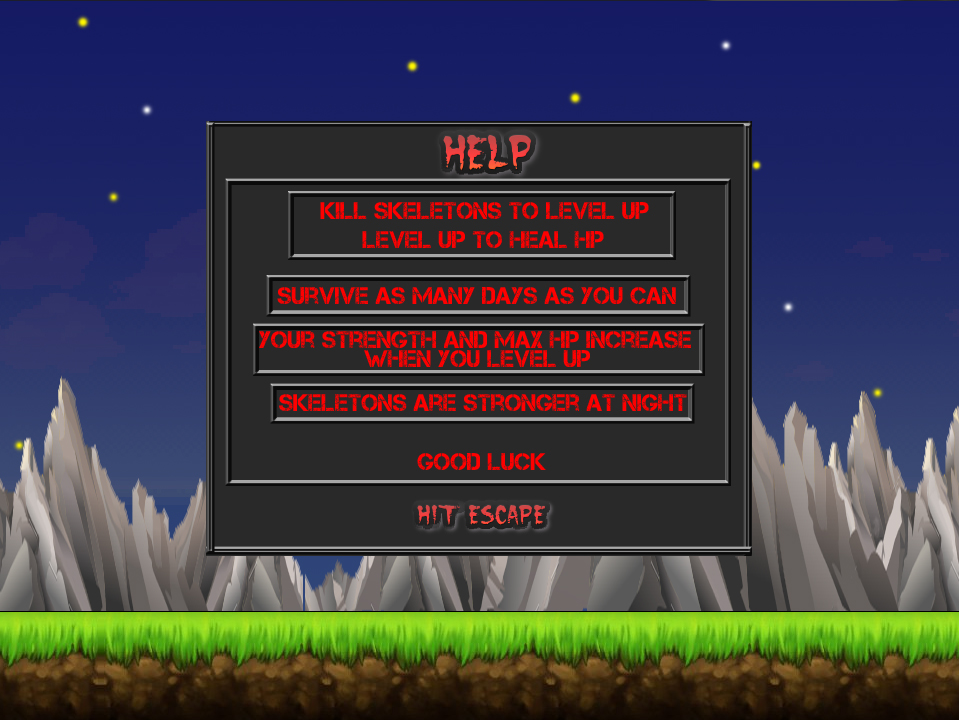 HELP
KILL SKELETONS TO LEVEL UP
LEVEL UP TO HEAL HP
SURVIVE AS MANY DAYS AS YOU CAN
YOUR STRENGTH AND MAX HP INCREASE
WHEN YOU LEVEL UP
SKELETONS ARE STRONGER AT NIGHT
GOOD LUCK
HIT ESCAPE